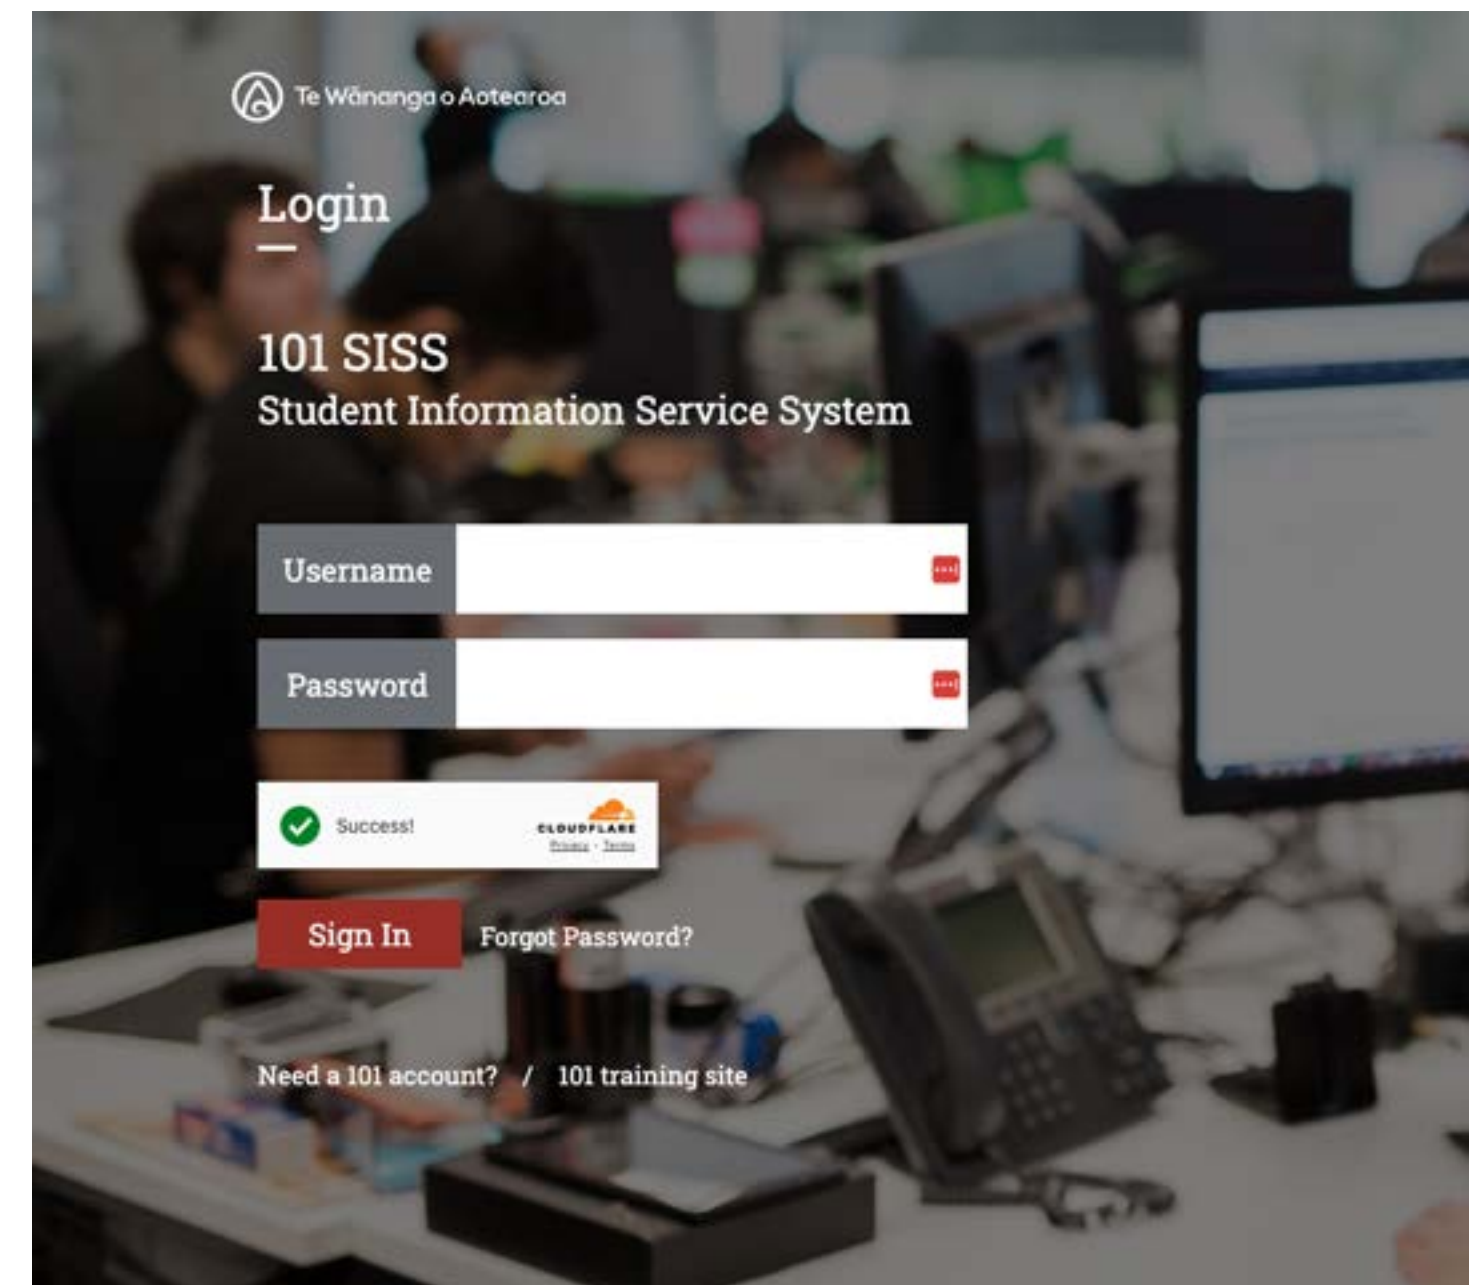 Te Wānanga o Aotearoa
Login
101 SISS
Student Information Service System
Username
Password
Success!
CLOUDFLARE
Privacy · Terms
Sign In Forgot Password?
Need a 101 account? / 101 training site